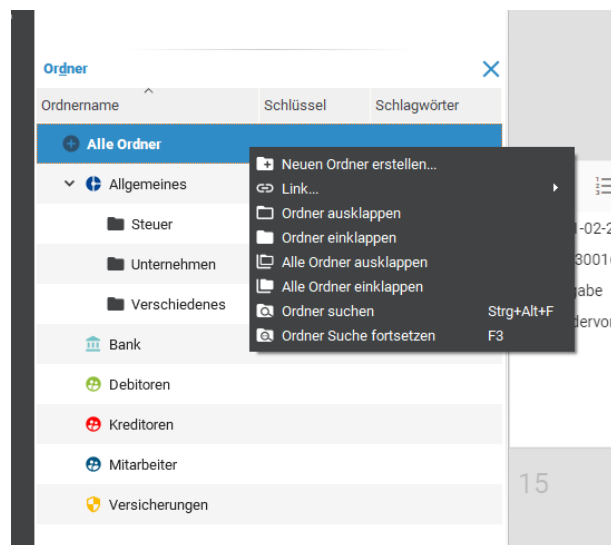 Ordner
Ordnername Schlüssel Schlagwörter
Alle Ordner
Allgemeines
Steuer
Unternehmen
Verschiedenes
Bank
Debitoren
Kreditoren
Mitarbeiter
Versicherungen
Neuen Ordner erstellen...
Link...
Ordner ausklappen
Ordner einklappen
Alle Ordner ausklappen
Alle Ordner einklappen
Ordner suchen Strg+Alt+F
Ordner Suche fortsetzen F3
15